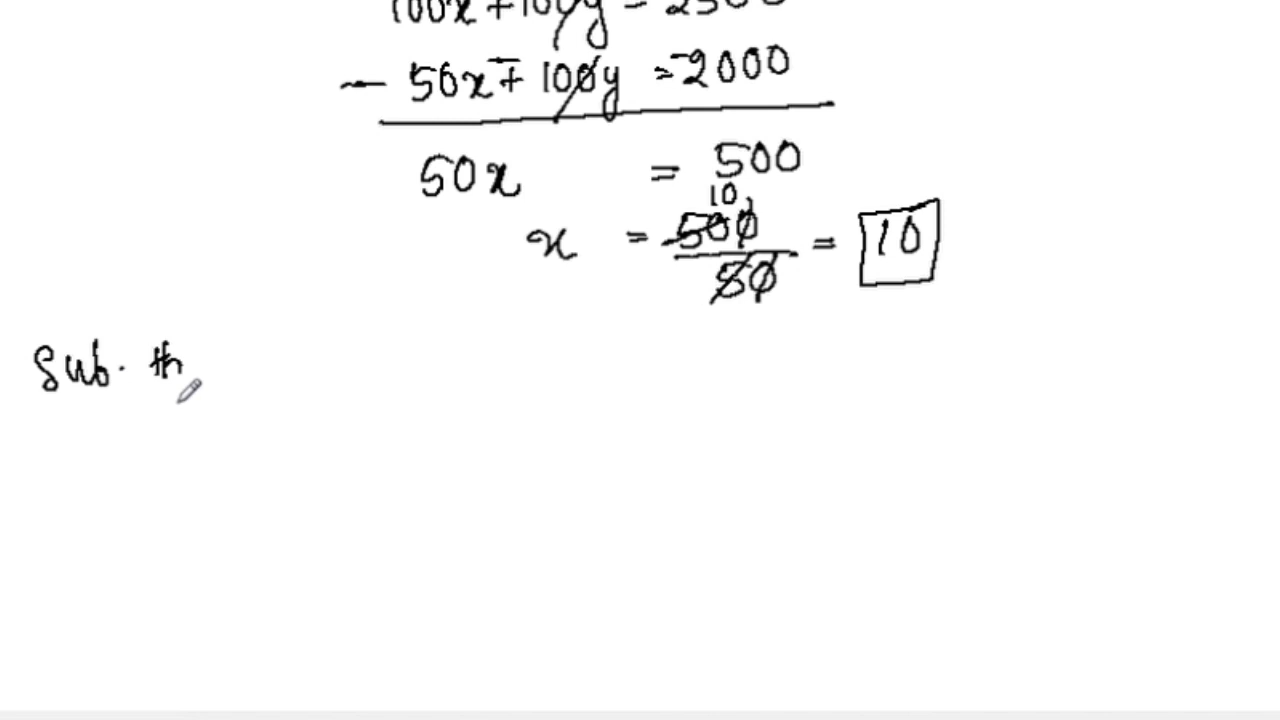 100x + 100y = 2500
- 50x + 100y = 2000
50x = 500
10
x = 500/50 = 10
Sub. th